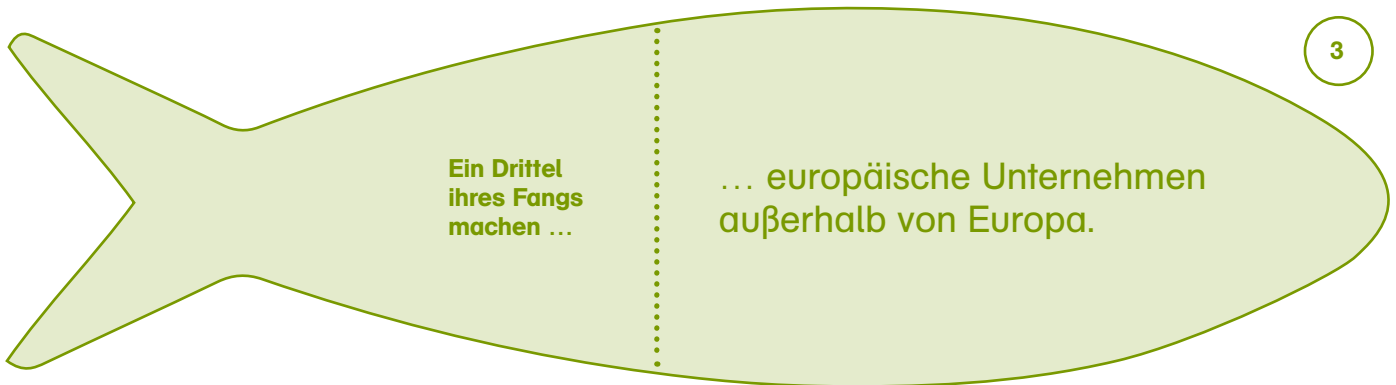 3
Ein Drittel
ihres Fangs
machen …
… europäische Unternehmen
außerhalb von Europa.